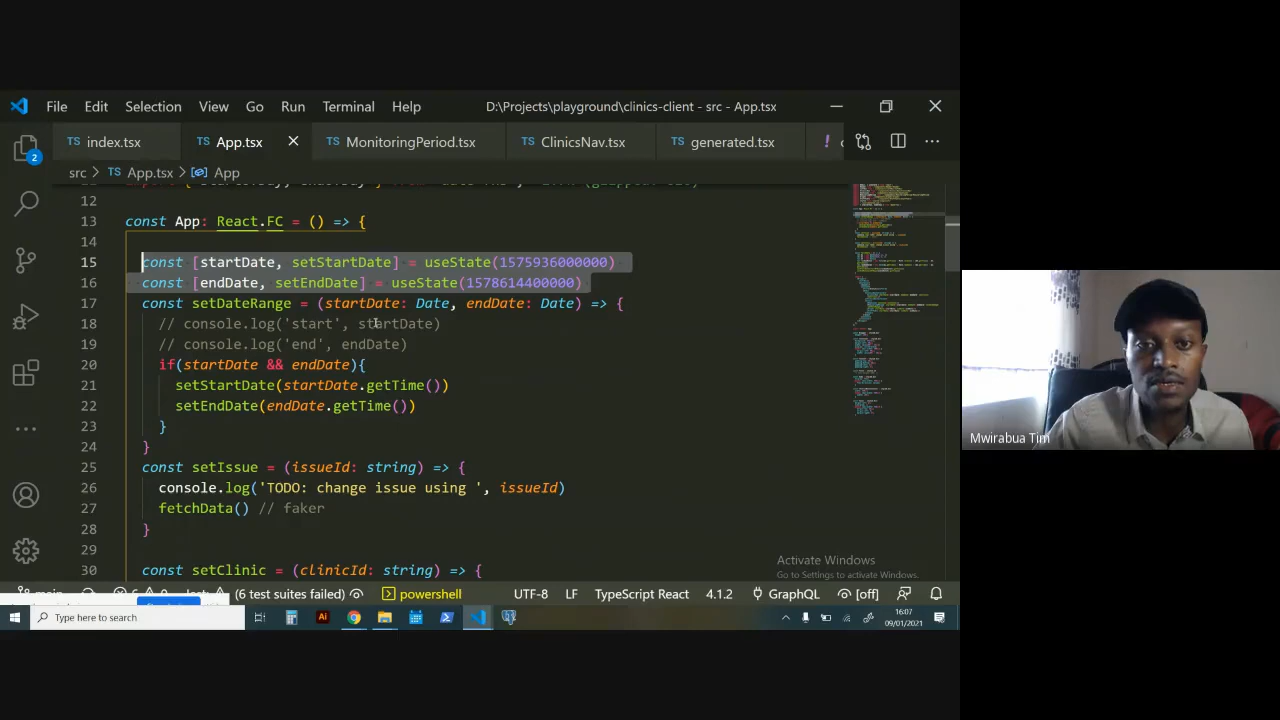 File Edit Selection View Go Run Terminal Help D:\Projects\playground\clinics-client - src - App.tsx
TS index.tsx TS App.tsx TS MonitoringPeriod.tsx TS ClinicsNav.tsx TS generated.tsx !
2
src > TS App.tsx > App
12
13 const App: React.FC = () => {
14
15 const [startDate, setStartDate] = useState(1575936000000)
16 const [endDate, setEndDate] = useState(1578614400000)
17 const setDateRange = (startDate: Date, endDate: Date) => {
18 // console.log('start', startDate)
19 // console.log('end', endDate)
20 if(startDate && endDate){
21 setStartDate(startDate.getTime())
22 setEndDate(endDate.getTime())
23 }
24 }
25 const setIssue = (issueId: string) => {
26 console.log('TODO: change issue using ', issueId)
27 fetchData() // faker
28 }
29
30 const setClinic = (clinicId: string) => {
Activate Windows
Go to Settings to activate Windows.
(6 test suites failed) powershell UTF-8 LF TypeScript React 4.1.2 GraphQL [off]
Type here to search
Ai
16:07
09/01/2021
Mwirabua Tim